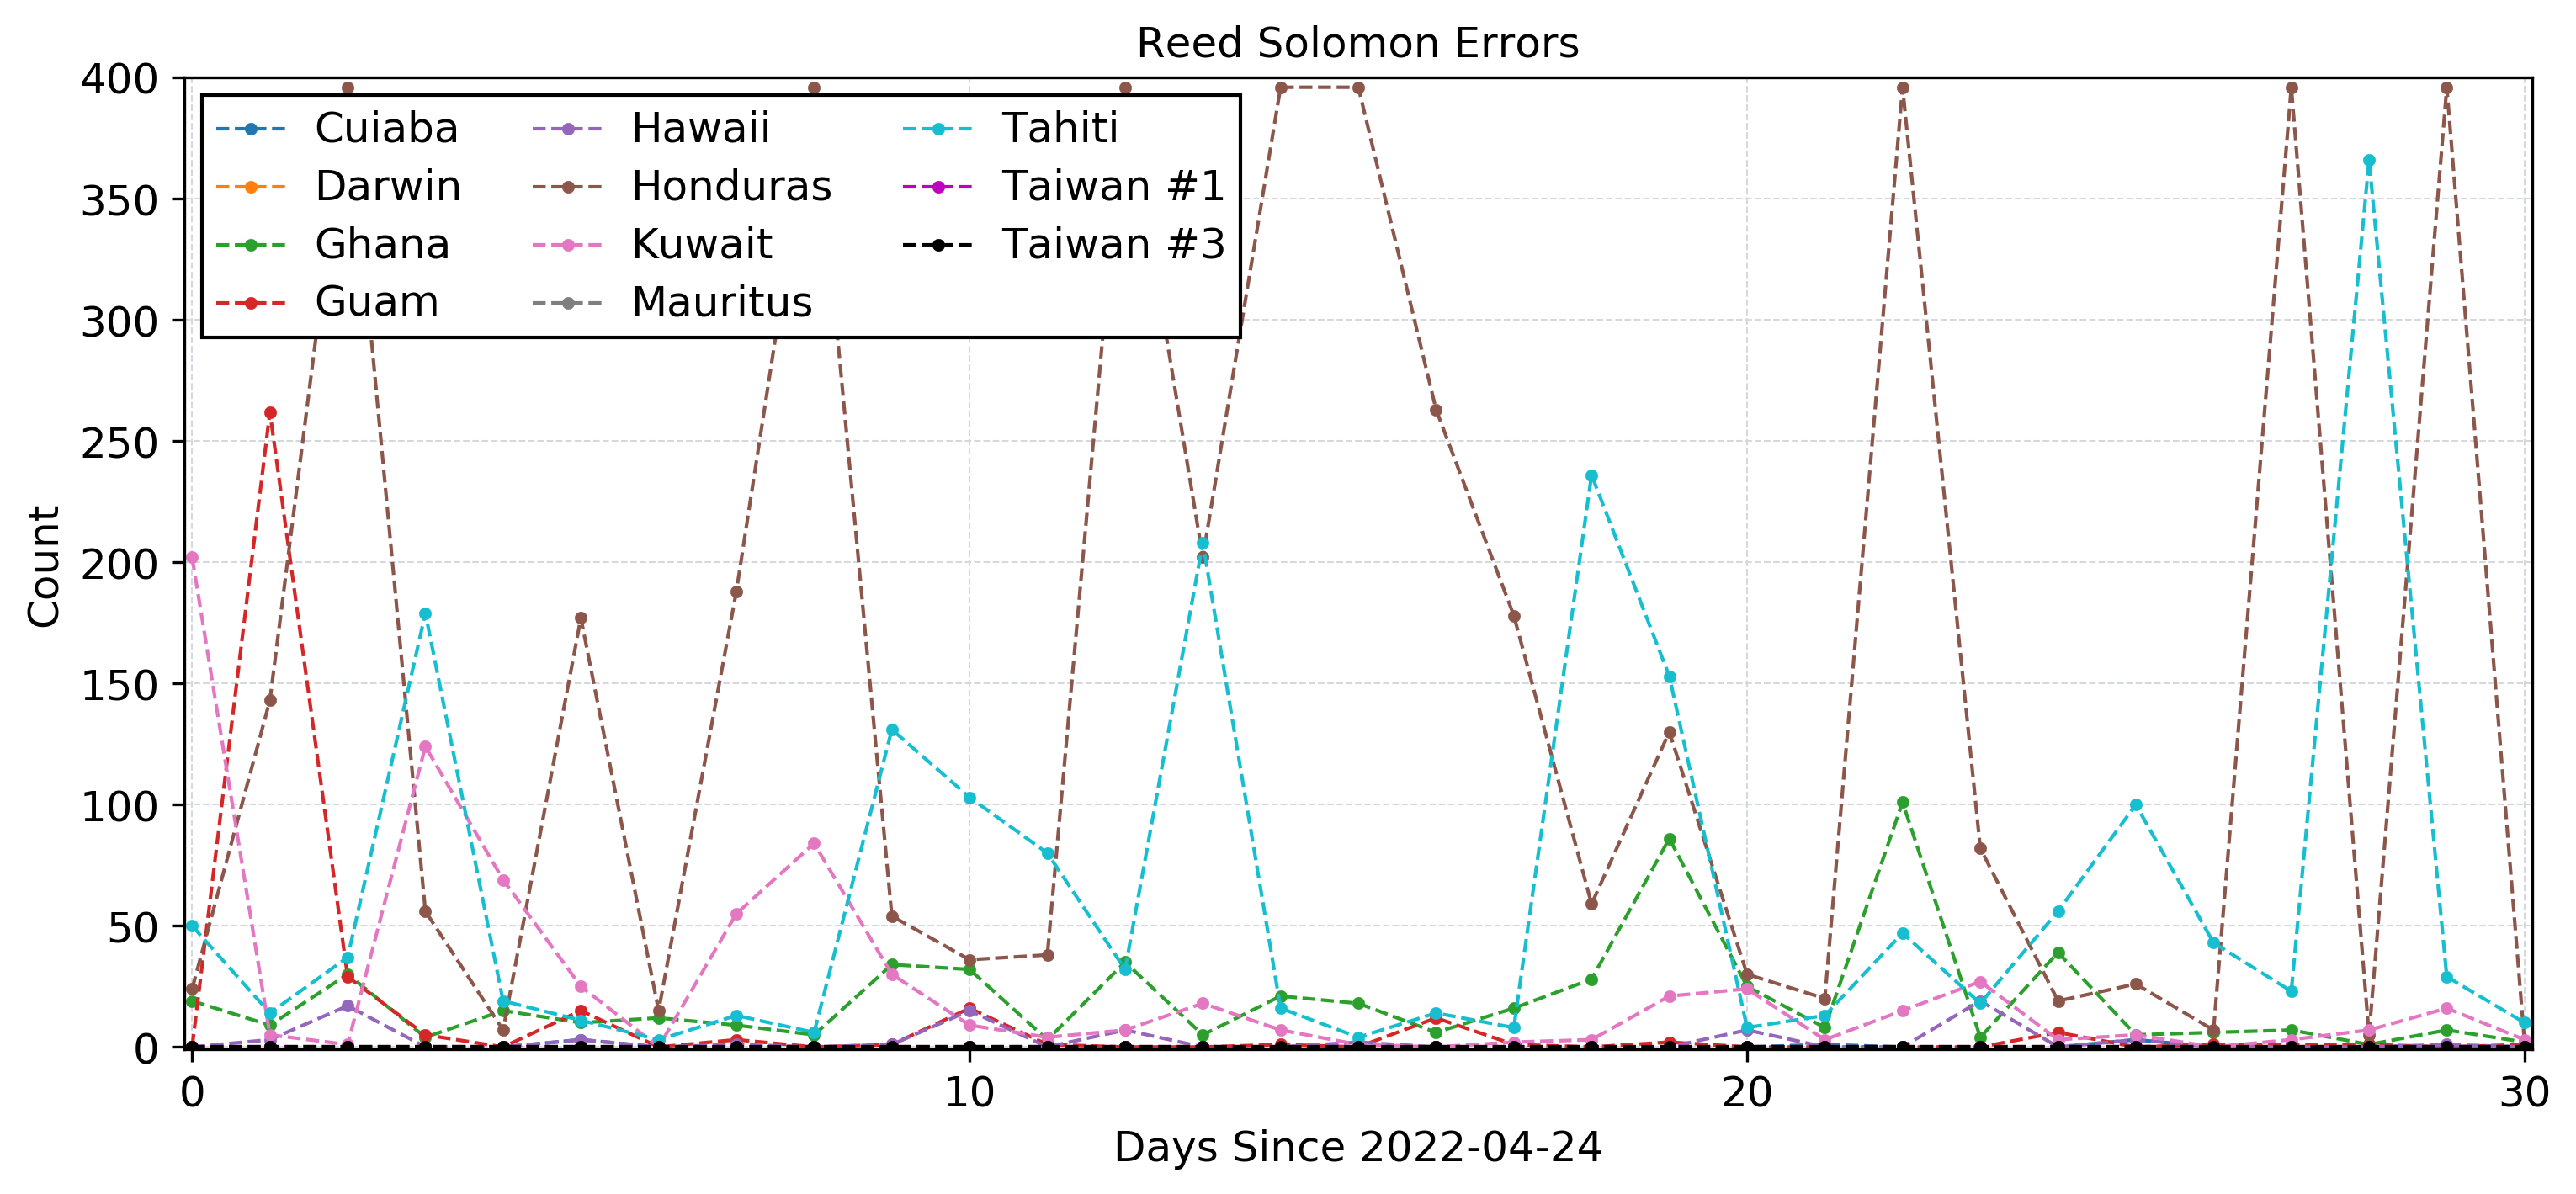 Reed Solomon Errors
400
350
300
250
200
150
100
50
0
Count
Cuiaba
Darwin
Ghana
Guam
Hawaii
Honduras
Kuwait
Mauritus
Tahiti
Taiwan #1
Taiwan #3
0 10 20 30
Days Since 2022-04-24